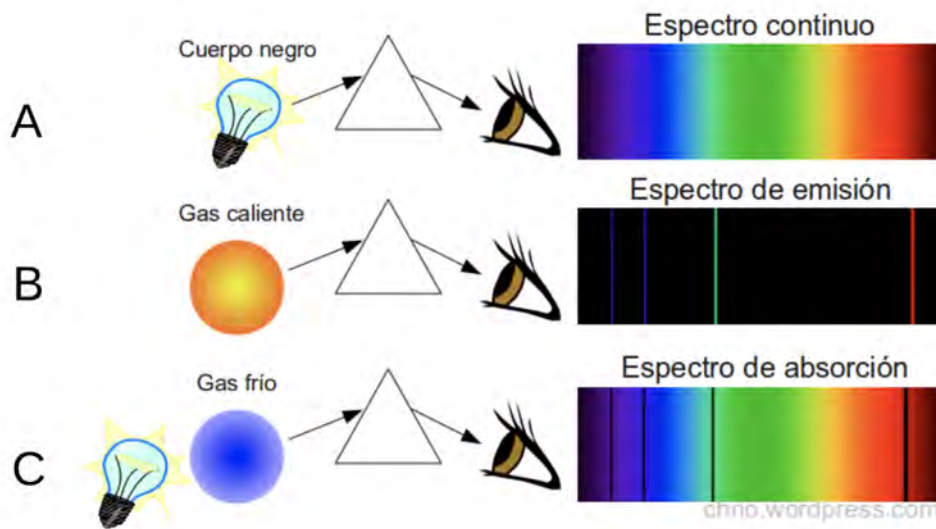 Cuerpo negro
Espectro continuo
A
Gas caliente
Espectro de emisión
B
Gas frío
Espectro de absorción
C
chno.wordpress.com